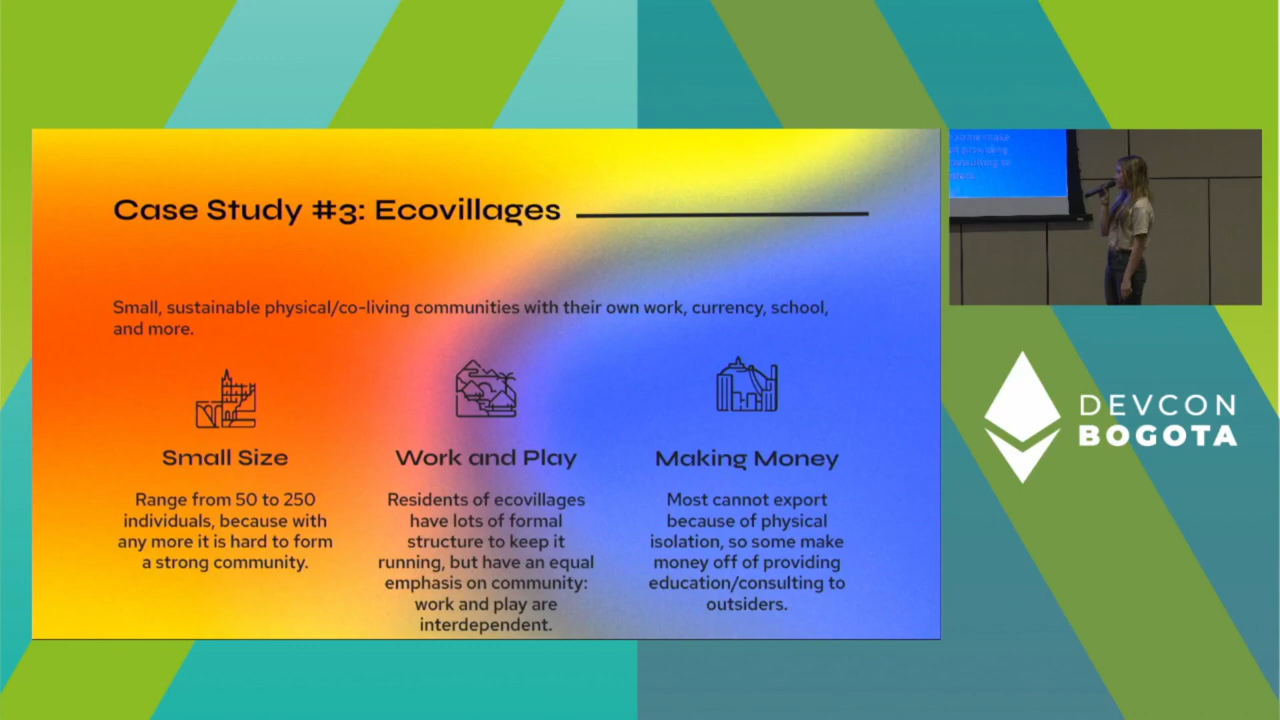 Case Study #3: Ecovillages
Small, sustainable physical/co-living communities with their own work, currency, school,
and more.
Small Size
Range from 50 to 250
individuals, because with
any more it is hard to form
a strong community.
Work and Play
Residents of ecovillages
have lots of formal
structure to keep it
running, but have an equal
emphasis on community:
work and play are
interdependent.
Making Money
Most cannot export
because of physical
isolation, so some make
money off of providing
education/consulting to
outsiders.
DEVCON
BOGOTA